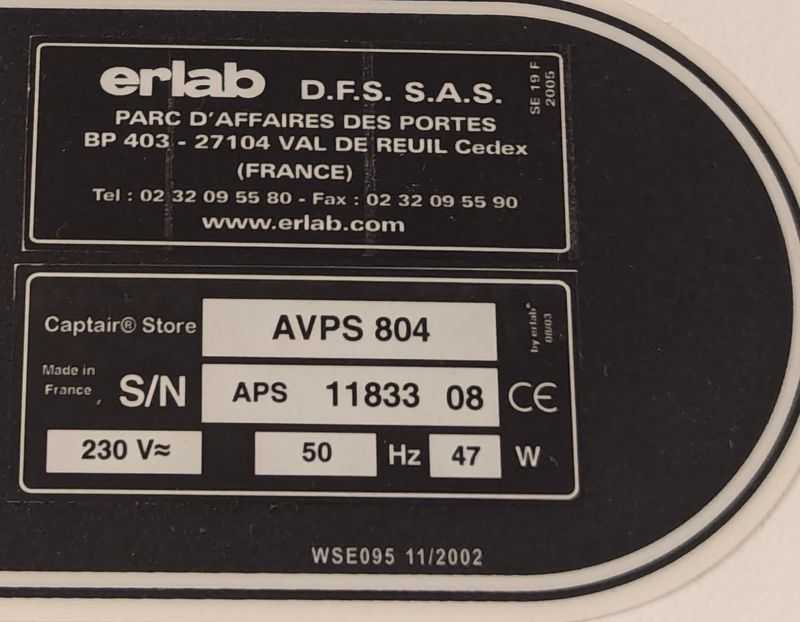 erlab D.F.S. S.A.S.
SE 19 F
2005
PARC D'AFFAIRES DES PORTES
BP 403 - 27104 VAL DE REUIL Cedex
(FRANCE)
Tel : 02 32 09 55 80 - Fax : 02 32 09 55 90
www.erlab.com
Captair® Store AVPS 804
by erlab®
08/03
Made in
France
S/N APS 11833 08 CE
230 V≈ 50 Hz 47 W
WSE095 11/2002